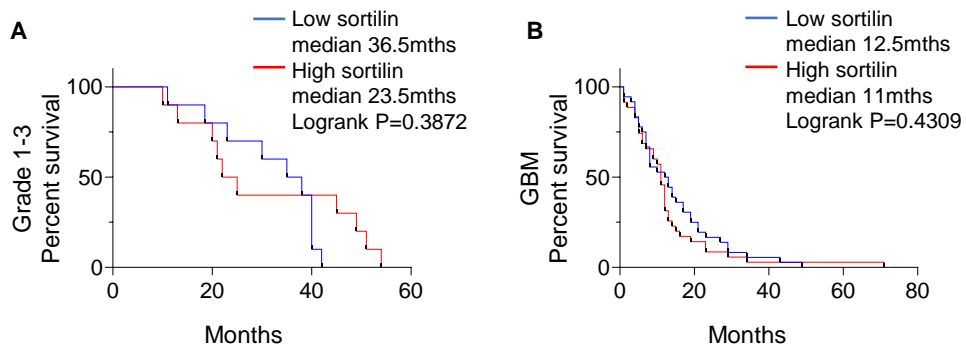 A
Low sortilin
median 36.5mths
High sortilin
median 23.5mths
Logrank P=0.3872
Grade 1-3
Percent survival
100
50
0
0 20 40 60
Months
B
Low sortilin
median 12.5mths
High sortilin
median 11mths
Logrank P=0.4309
GBM
Percent survival
100
50
0
0 20 40 60 80
Months